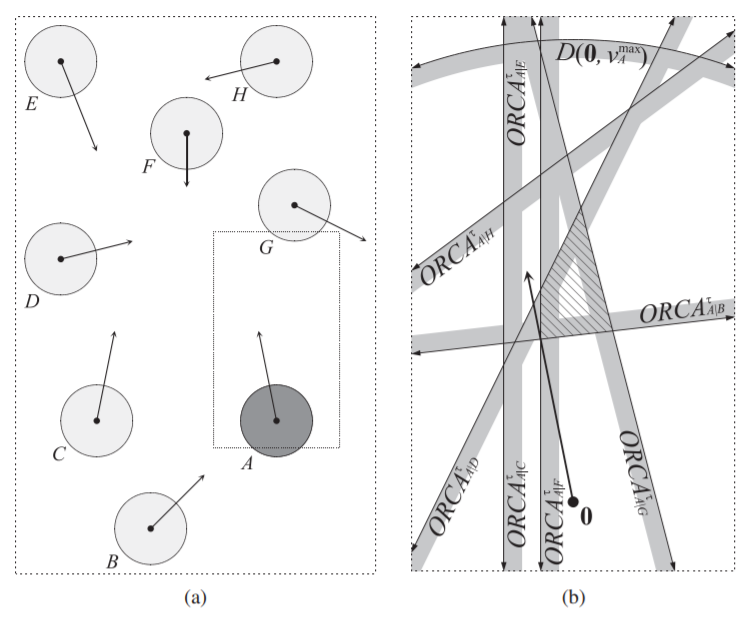 E
H
F
G
D
C
A
B
(a)
D(0, v_A^max)
ORCA^τ_A|E
ORCA^τ_A|H
ORCA^τ_A|B
ORCA^τ_A|D
ORCA^τ_A|C
ORCA^τ_A|F
ORCA^τ_A|G
0
(b)